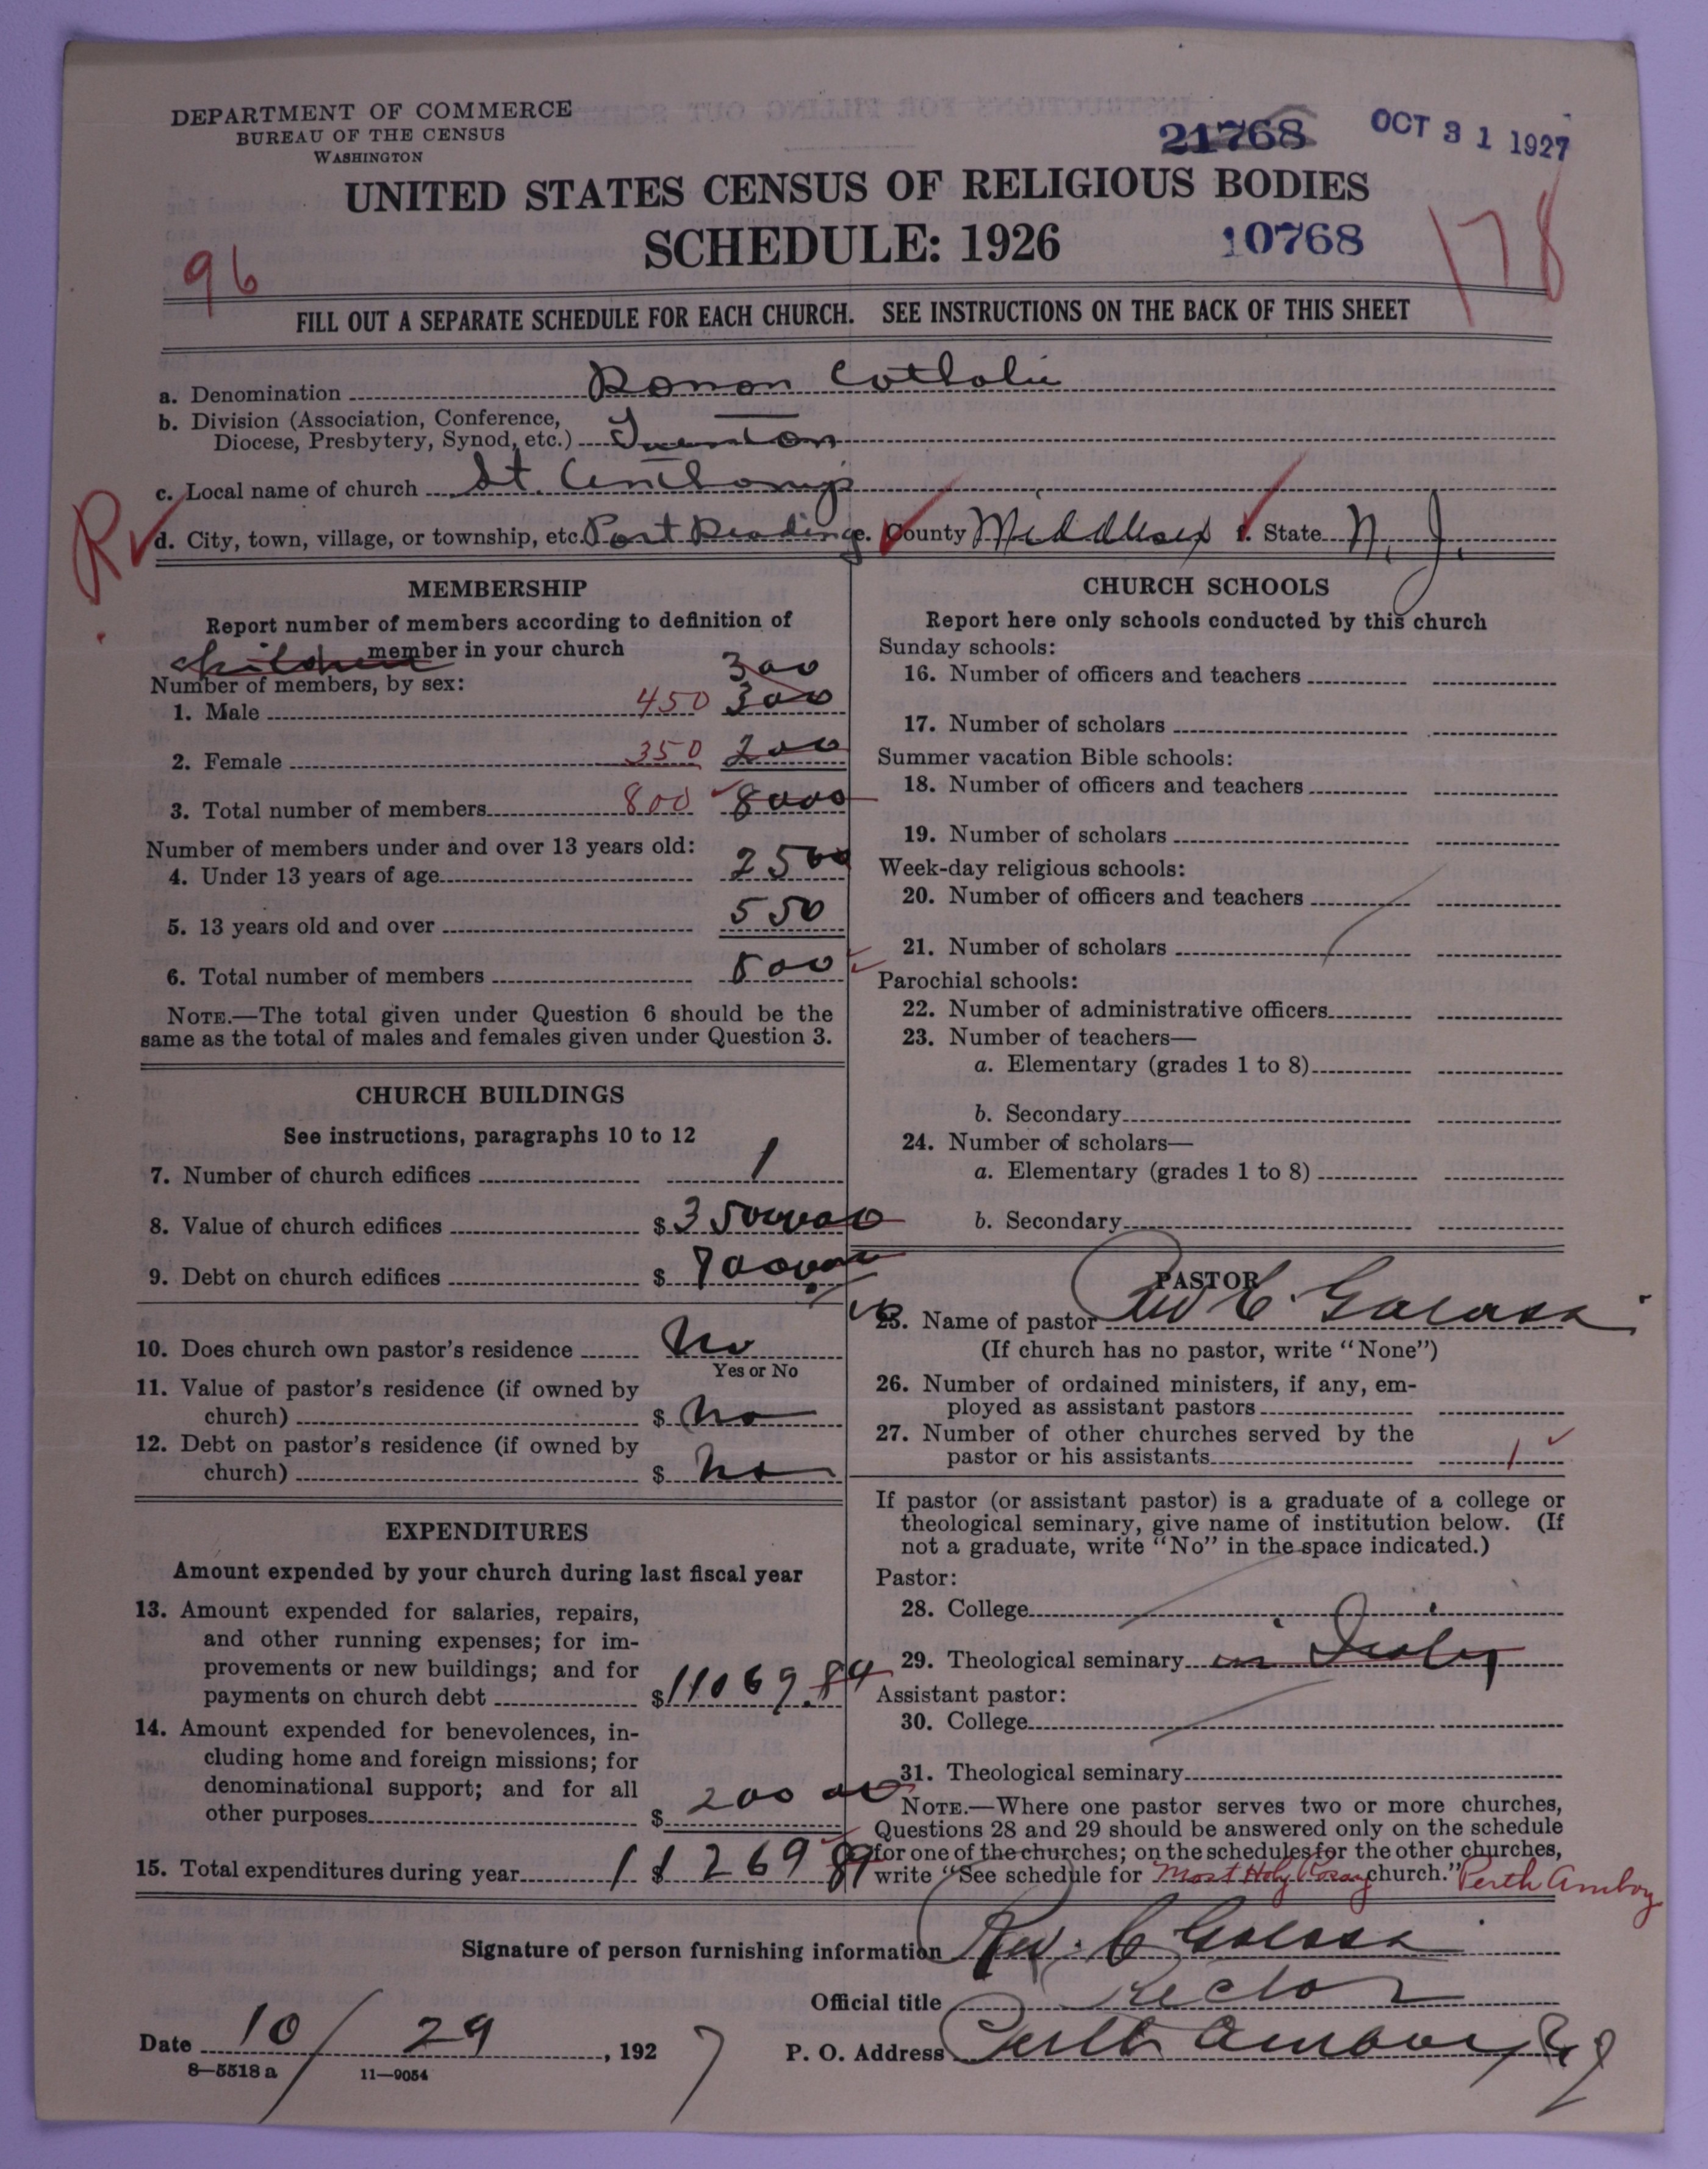 DEPARTMENT OF COMMERCE
BUREAU OF THE CENSUS
WASHINGTON
21768
OCT 31 1927
UNITED STATES CENSUS OF RELIGIOUS BODIES
SCHEDULE: 1926
10768
178
96
FILL OUT A SEPARATE SCHEDULE FOR EACH CHURCH. SEE INSTRUCTIONS ON THE BACK OF THIS SHEET
a. Denomination Roman Catholic
b. Division (Association, Conference,
Diocese, Presbytery, Synod, etc.) Trenton
c. Local name of church St. Anthony's
R
d. City, town, village, or township, etc. Port Reading e. County Middlesex f. State N. J.
MEMBERSHIP
Report number of members according to definition of
member in your church
children
Number of members, by sex:
300
1. Male 450 300
2. Female 350 200
3. Total number of members 800 8000
Number of members under and over 13 years old:
4. Under 13 years of age 2500
5. 13 years old and over 550
6. Total number of members 800
NOTE.—The total given under Question 6 should be the
same as the total of males and females given under Question 3.
CHURCH BUILDINGS
See instructions, paragraphs 10 to 12
7. Number of church edifices 1
8. Value of church edifices $
9. Debt on church edifices $
10. Does church own pastor's residence No
Yes or No
11. Value of pastor's residence (if owned by
church) $ No
12. Debt on pastor's residence (if owned by
church) $ No
EXPENDITURES
Amount expended by your church during last fiscal year
13. Amount expended for salaries, repairs,
and other running expenses; for im-
provements or new buildings; and for
payments on church debt $ 11069.84
14. Amount expended for benevolences, in-
cluding home and foreign missions; for
denominational support; and for all
other purposes $ 200 00
15. Total expenditures during year $ 11269
CHURCH SCHOOLS
Report here only schools conducted by this church
Sunday schools:
16. Number of officers and teachers
17. Number of scholars
Summer vacation Bible schools:
18. Number of officers and teachers
19. Number of scholars
Week-day religious schools:
20. Number of officers and teachers
21. Number of scholars
Parochial schools:
22. Number of administrative officers
23. Number of teachers—
a. Elementary (grades 1 to 8)
b. Secondary
24. Number of scholars—
a. Elementary (grades 1 to 8)
b. Secondary
PASTOR
25. Name of pastor Rev C. Galassi
(If church has no pastor, write "None")
26. Number of ordained ministers, if any, em-
ployed as assistant pastors
27. Number of other churches served by the
pastor or his assistants 1
If pastor (or assistant pastor) is a graduate of a college or
theological seminary, give name of institution below. (If
not a graduate, write "No" in the space indicated.)
Pastor:
28. College
29. Theological seminary in Italy
Assistant pastor:
30. College
31. Theological seminary
NOTE.—Where one pastor serves two or more churches,
Questions 28 and 29 should be answered only on the schedule
for one of the churches; on the schedules for the other churches,
write "See schedule for Most Holy Rosary church." Perth Amboy
Signature of person furnishing information Rev. C Galassi
Official title Rector
Date 10/29, 1927
P. O. Address Perth Amboy N J
8—5518 a 11—9054